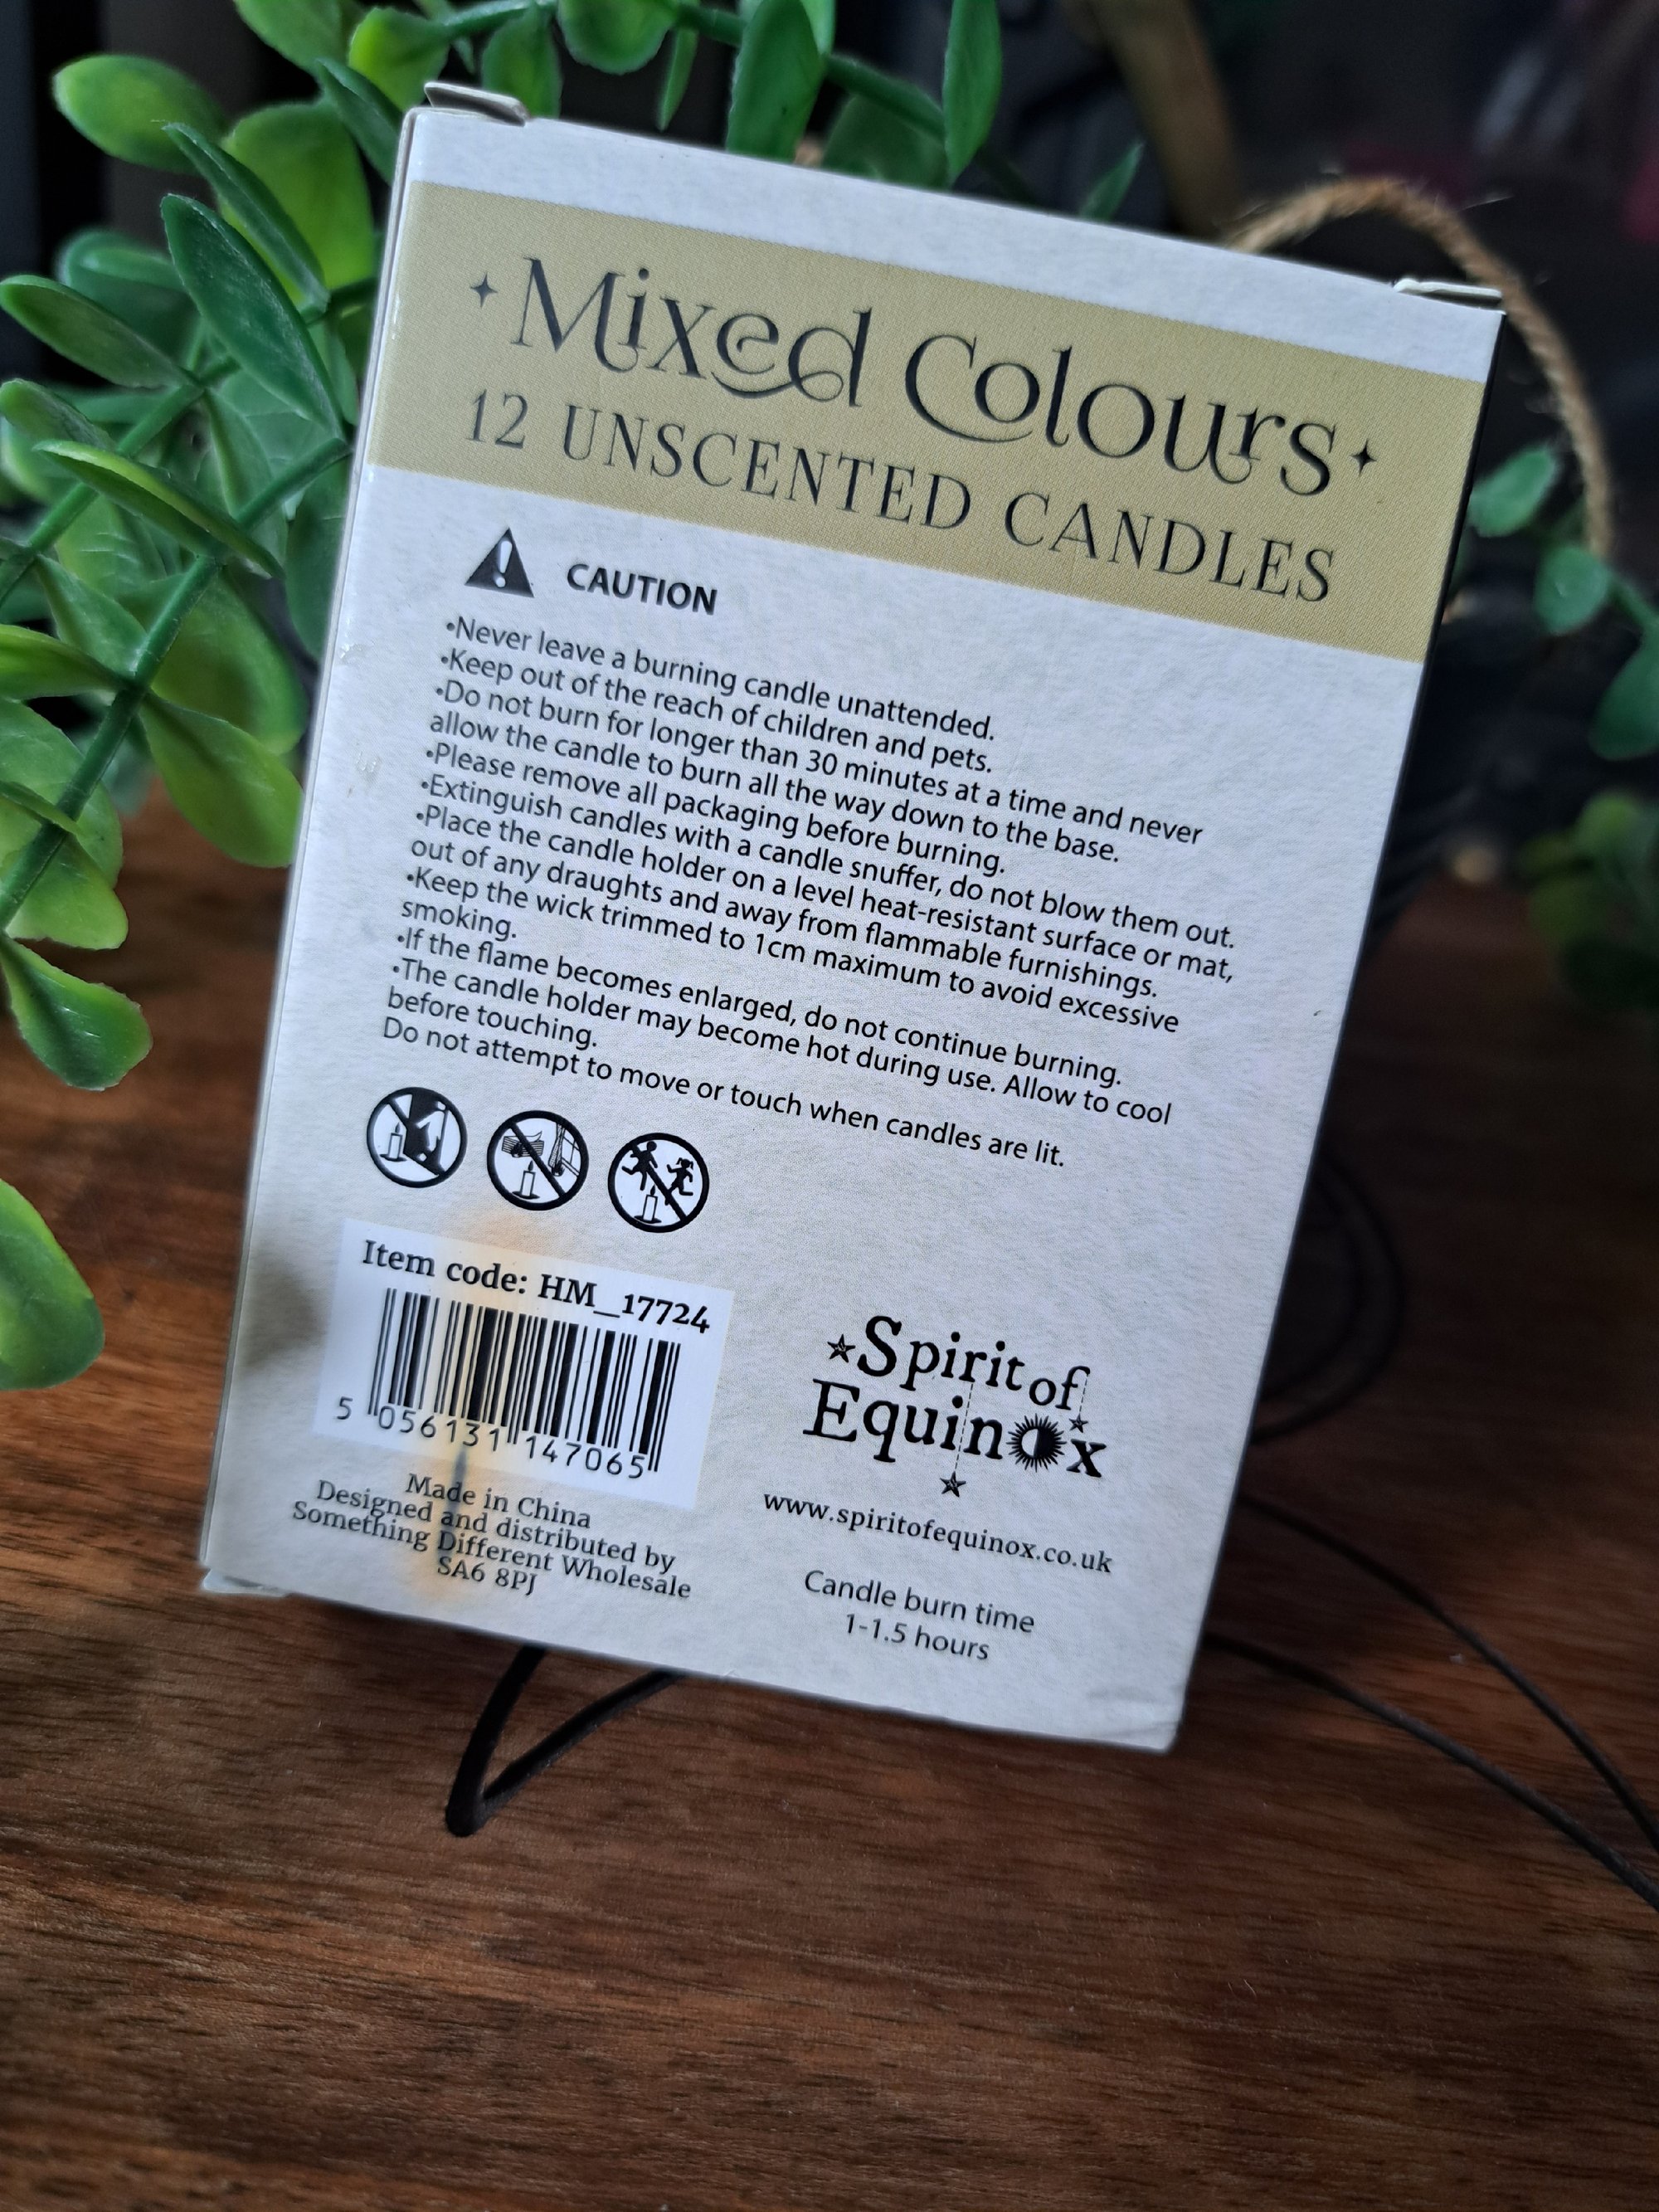 Mixed Colours
12 UNSCENTED CANDLES
CAUTION
•Never leave a burning candle unattended.
•Keep out of the reach of children and pets.
•Do not burn for longer than 30 minutes at a time and never
allow the candle to burn all the way down to the base.
•Please remove all packaging before burning.
•Extinguish candles with a candle snuffer, do not blow them out.
•Place the candle holder on a level heat-resistant surface or mat,
out of any draughts and away from flammable furnishings.
•Keep the wick trimmed to 1cm maximum to avoid excessive
smoking.
•If the flame becomes enlarged, do not continue burning.
•The candle holder may become hot during use. Allow to cool
before touching.
Do not attempt to move or touch when candles are lit.
Item code: HM_17724
5 056131 147065
Made in China
Designed and distributed by
Something Different Wholesale
SA6 8PJ
Spirit of
Equinox
www.spiritofequinox.co.uk
Candle burn time
1-1.5 hours